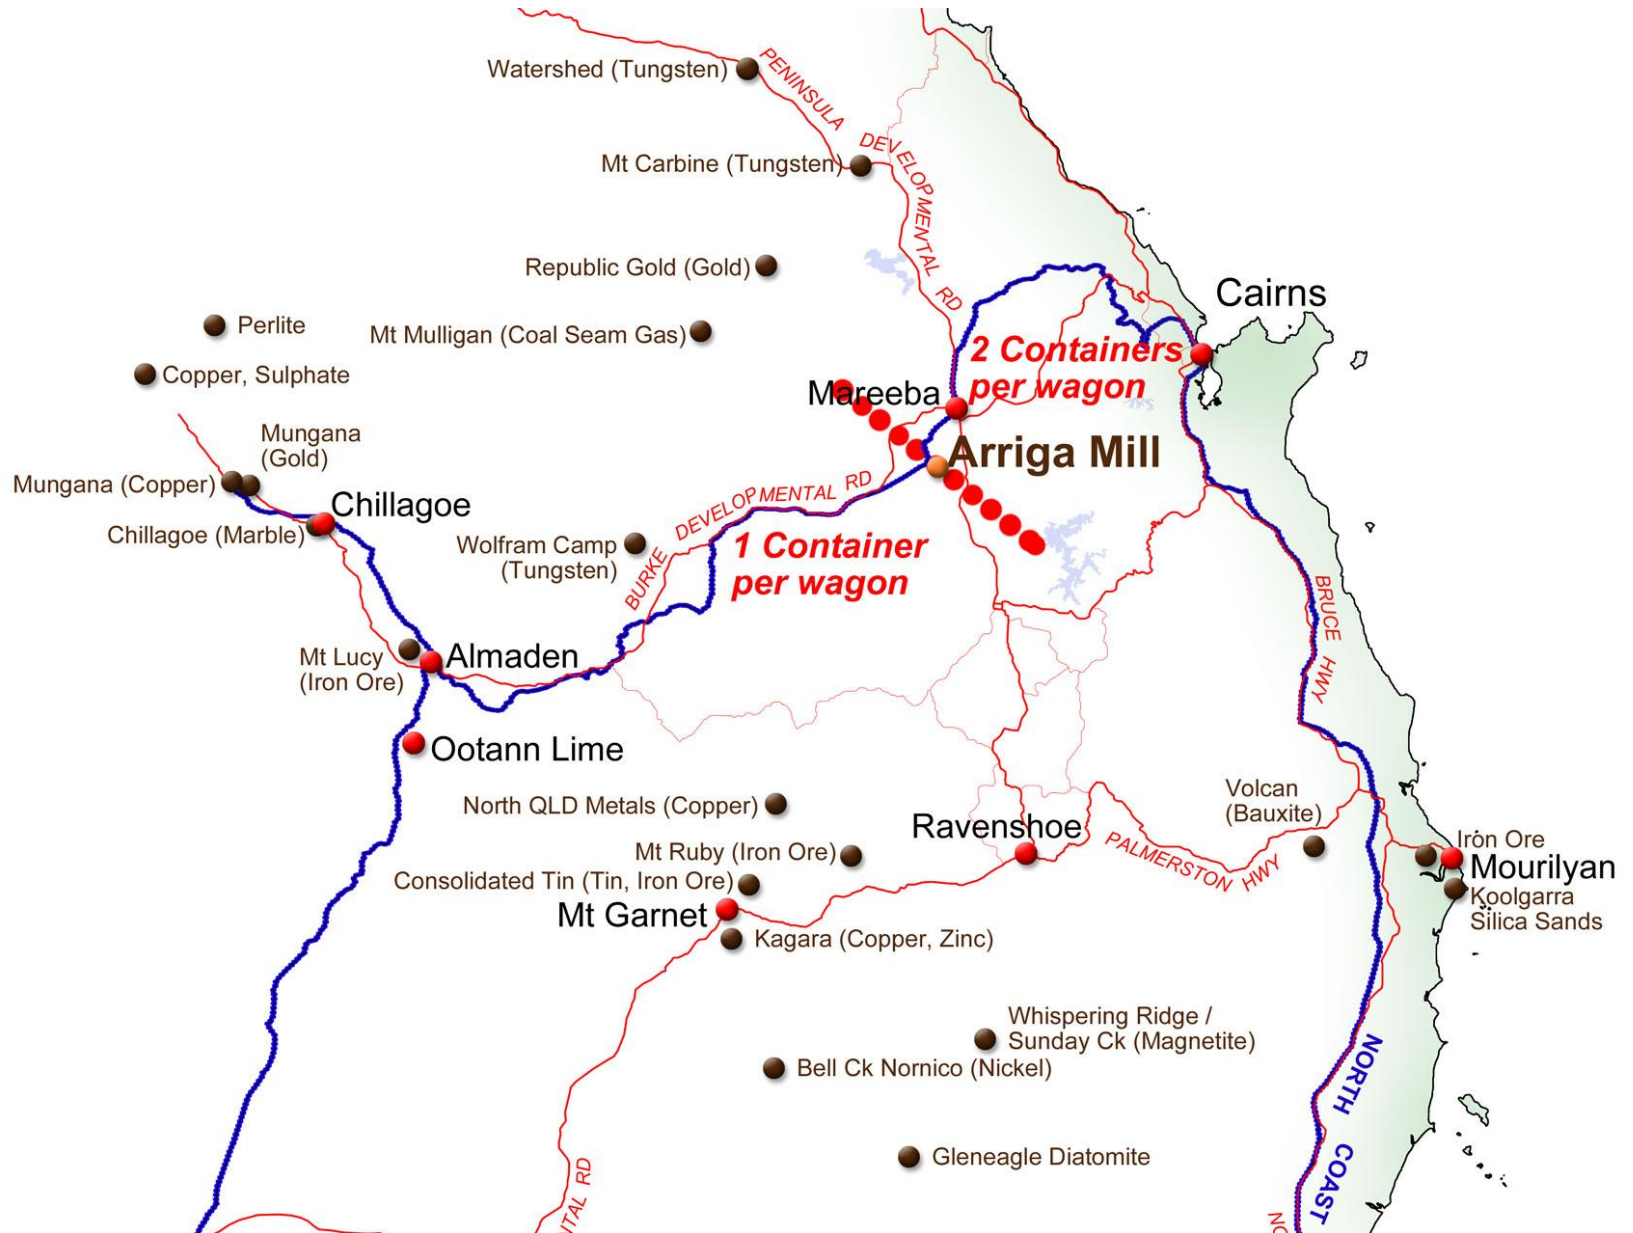 Watershed (Tungsten)
PENINSULA DEVELOPMENTAL RD
Mt Carbine (Tungsten)
Republic Gold (Gold)
Cairns
Perlite
Mt Mulligan (Coal Seam Gas)
2 Containers
per wagon
Copper, Sulphate
Mareeba
Mungana
(Gold)
Arriga Mill
Mungana (Copper)
Chillagoe
BURKE DEVELOPMENTAL RD
Chillagoe (Marble)
Wolfram Camp
(Tungsten)
1 Container
per wagon
BRUCE HWY
Mt Lucy
(Iron Ore)
Almaden
Ootann Lime
North QLD Metals (Copper)
Volcan
(Bauxite)
Ravenshoe
PALMERSTON HWY
Iron Ore
Mourilyan
Mt Ruby (Iron Ore)
Consolidated Tin (Tin, Iron Ore)
Koolgarra
Silica Sands
Mt Garnet
Kagara (Copper, Zinc)
Whispering Ridge /
Sunday Ck (Magnetite)
Bell Ck Nornico (Nickel)
NORTH COAST
Gleneagle Diatomite
NTAL RD
NO